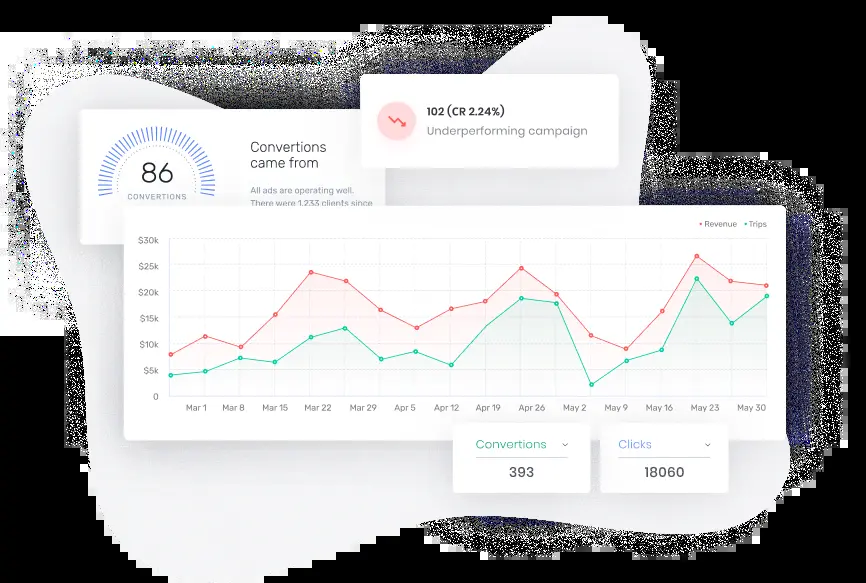 102 (CR 2.24%)
Underperforming campaign
86
CONVERTIONS
Convertions
came from
All ads are operating well.
There were 1,233 clients since
Revenue
Trips
$30k
$25k
$20k
$15k
$10k
$5k
0
Mar 1 Mar 8 Mar 15 Mar 22 Mar 29 Apr 5 Apr 12 Apr 19 Apr 26 May 2 May 9 May 16 May 23 May 30
Convertions
393
Clicks
18060